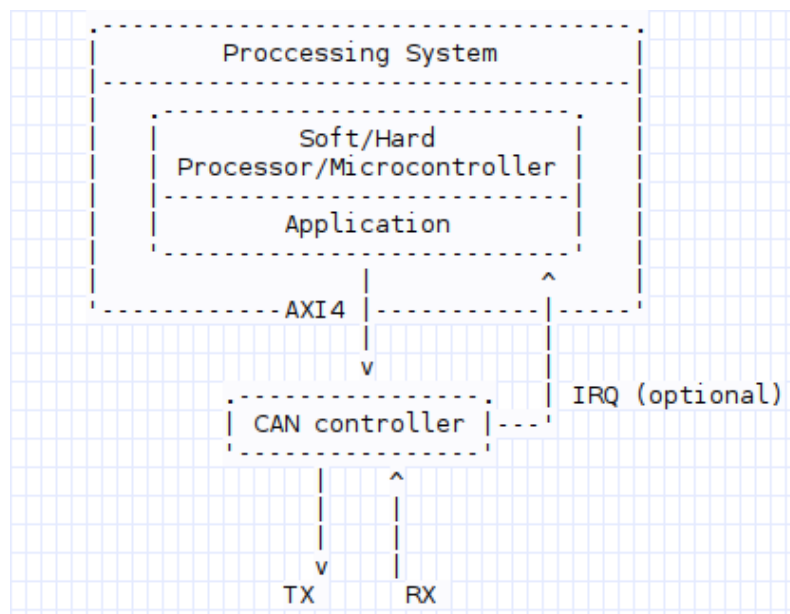 Proccessing System
Soft/Hard
Processor/Microcontroller
Application
AXI4
IRQ (optional)
CAN controller
TX RX